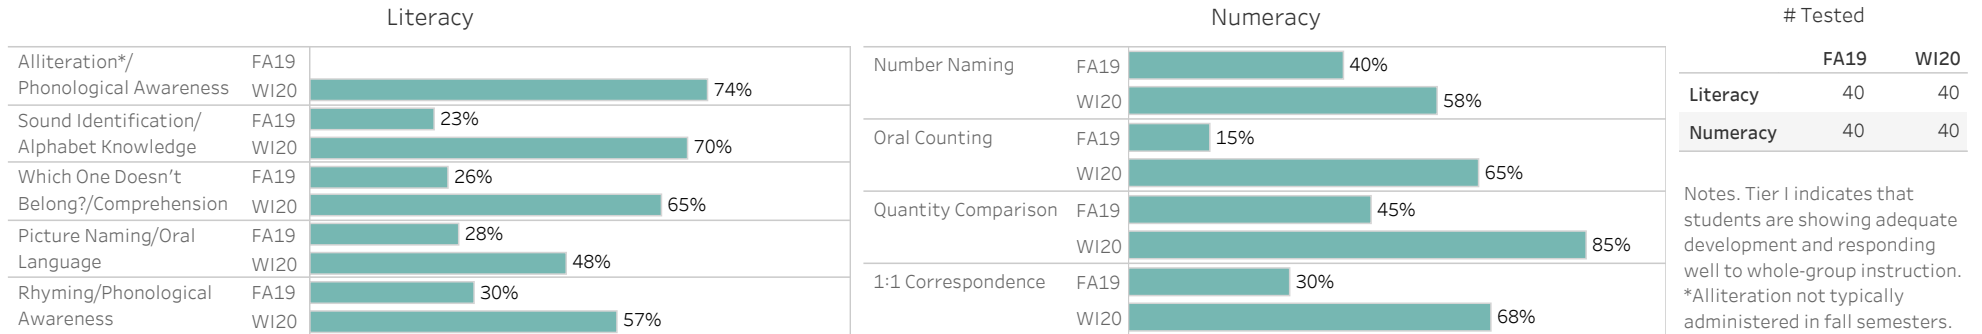 Literacy
Alliteration*/
Phonological Awareness
FA19
WI20
74%
Sound Identification/
Alphabet Knowledge
FA19
23%
WI20
70%
Which One Doesn't
Belong?/Comprehension
FA19
26%
WI20
65%
Picture Naming/Oral
Language
FA19
28%
WI20
48%
Rhyming/Phonological
Awareness
FA19
30%
WI20
57%
Numeracy
Number Naming
FA19
40%
WI20
58%
Oral Counting
FA19
15%
WI20
65%
Quantity Comparison
FA19
45%
WI20
85%
1:1 Correspondence
FA19
30%
WI20
68%
# Tested
FA19 WI20
Literacy 40 40
Numeracy 40 40
Notes. Tier I indicates that
students are showing adequate
development and responding
well to whole-group instruction.
*Alliteration not typically
administered in fall semesters.